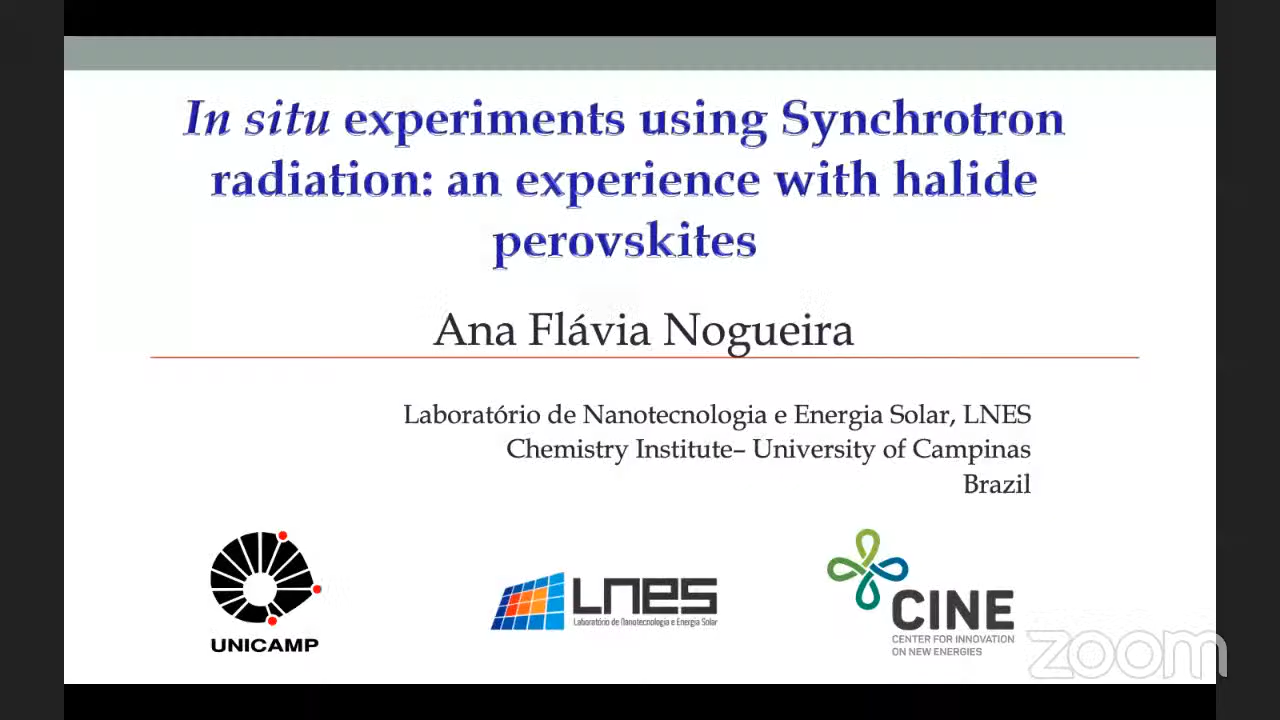 In situ experiments using Synchrotron
radiation: an experience with halide
perovskites
Ana Flávia Nogueira
Laboratório de Nanotecnologia e Energia Solar, LNES
Chemistry Institute– University of Campinas
Brazil
UNICAMP
LNES
Laboratório de Nanotecnologia e Energia Solar
CINE
CENTER FOR INNOVATION
ON NEW ENERGIES
zoom